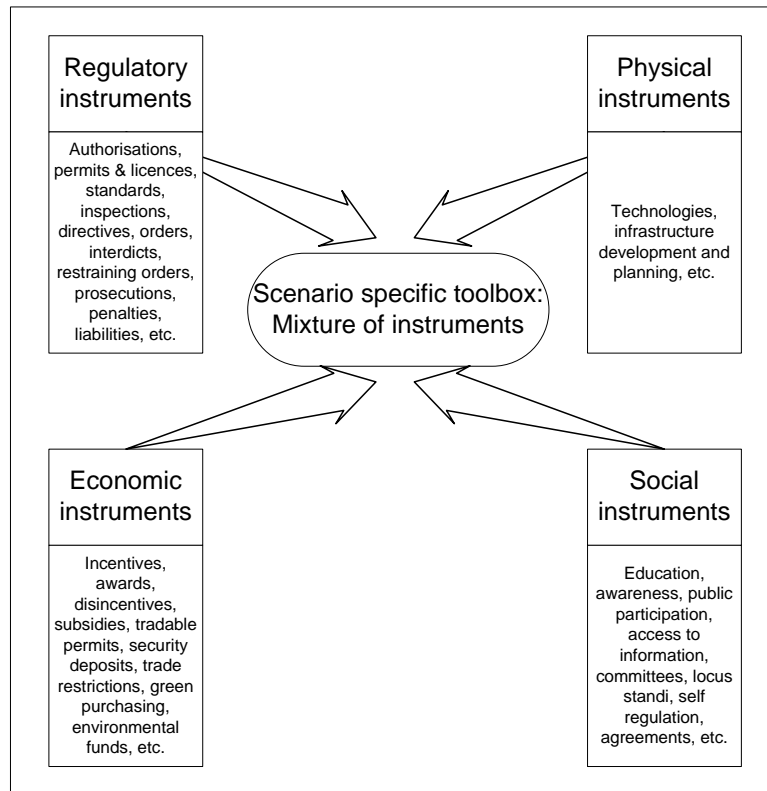 Regulatory
instruments
Authorisations,
permits & licences,
standards,
inspections,
directives, orders,
interdicts,
restraining orders,
prosecutions,
penalties,
liabilities, etc.
Physical
instruments
Technologies,
infrastructure
development and
planning, etc.
Scenario specific toolbox:
Mixture of instruments
Economic
instruments
Incentives,
awards,
disincentives,
subsidies, tradable
permits, security
deposits, trade
restrictions, green
purchasing,
environmental
funds, etc.
Social
instruments
Education,
awareness, public
participation,
access to
information,
committees, locus
standi, self
regulation,
agreements, etc.